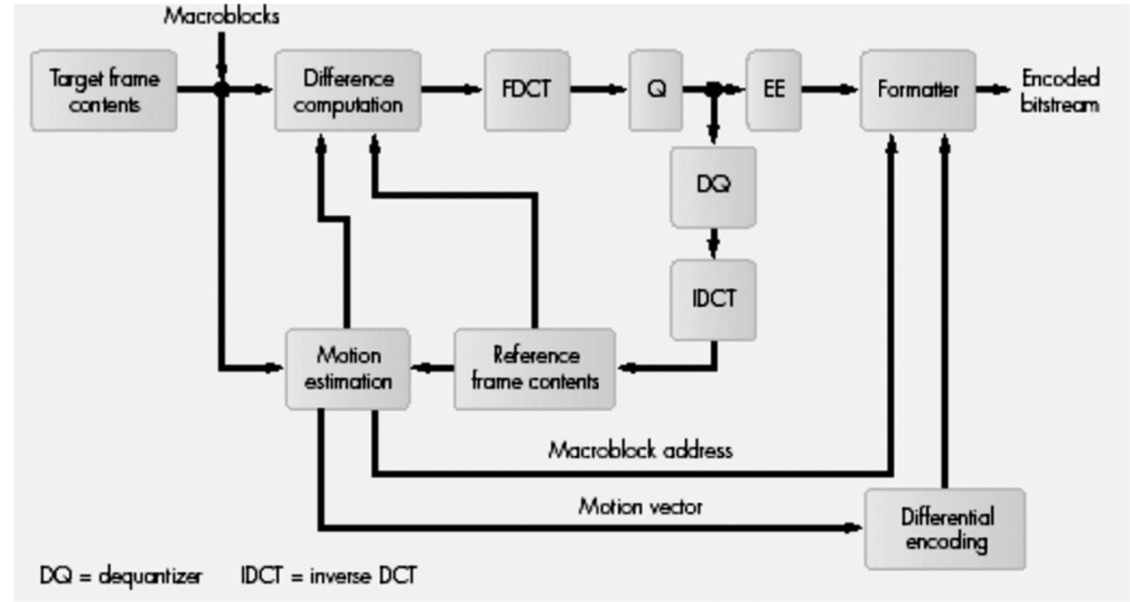 Macroblocks
Target frame
contents
Difference
computation
FDCT
Q
EE
Formatter
Encoded
bitstream
DQ
IDCT
Motion
estimation
Reference
frame contents
Macroblock address
Motion vector
Differential
encoding
DQ = dequantizer IDCT = inverse DCT